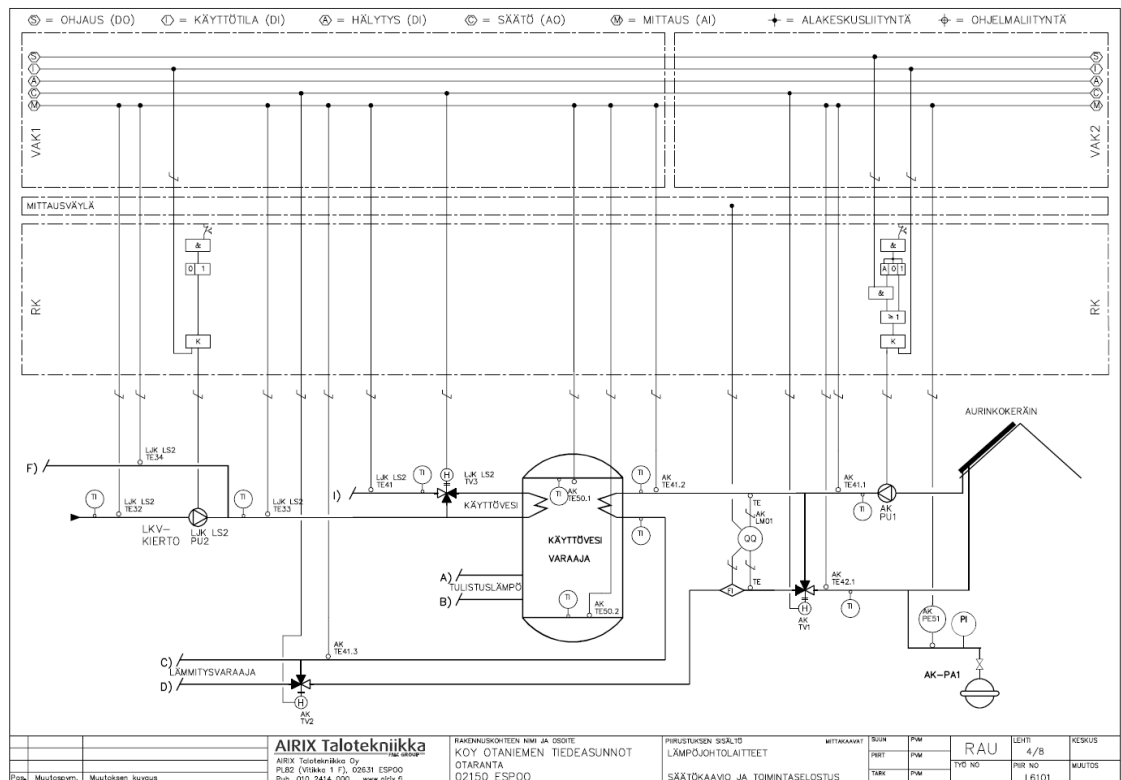 S = OHJAUS (DO) I = KÄYTTÖTILA (DI) A = HÄLYTYS (DI) C = SÄÄTÖ (AO) M = MITTAUS (AI) = ALAKESKUSLIITYNTÄ = OHJELMALIITYNTÄ
S S
I I
A A
C C
M M
VAK1
VAK2
MITTAUSVÄYLÄ
RK
RK
&
0 1
K
&
A 0 1
&
≥1
K
AURINKOKERÄIN
LJK LS2
TE34
F)
TI
LJK LS2
TE32
LKV-
KIERTO
LJK LS2
PU2
TI
LJK LS2
TE33
LJK LS2
TE41
I)
TI
H
LJK LS2
TV3
KÄYTTÖVESI
TI
AK
TE50.1
KÄYTTÖVESI
VARAAJA
TI
AK
TE50.2
TI
AK
TE41.2
TI
A)
TULISTUSLÄMPÖ
B)
TE
AK
LM01
QQ
FI
TE
AK
TE41.1
TI
AK
PU1
H
AK
TV1
AK
TE42.1
TI
AK
PE51
PI
AK-PA1
AK
TE41.3
C)
LÄMMITYSVARAAJA
D)
H
AK
TV2
Pos. Muutospvm. Muutoksen kuvaus
AIRIX Talotekniikka
AIRIX Talotekniikka Oy
PL82 (Vitikka 1 F), 02631 ESPOO
Puh. 010 2414 000 www.airix.fi
RAKENNUSKOHTEEN NIMI JA OSOITE
KOY OTANIEMEN TIEDEASUNNOT
OTARANTA
02150 ESPOO
PIIRUSTUKSEN SISÄLTÖ MITTAKAAVAT
LÄMPÖJOHTOLAITTEET
SÄÄTÖKAAVIO JA TOIMINTASELOSTUS
SUUN PVM
PIIRT PVM
TARK PVM
RAU
LEHTI
4/8
KESKUS
TYÖ NO
PIIR NO
L6101
MUUTOS